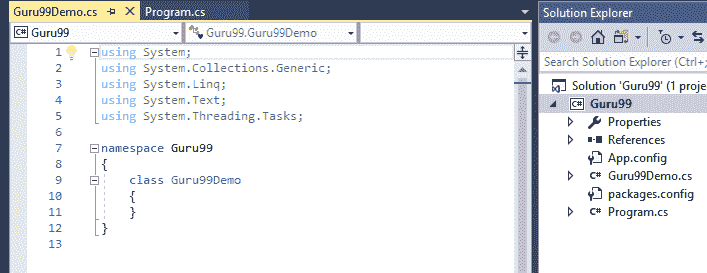 Guru99Demo.cs Program.cs
Guru99 Guru99.Guru99Demo
1 using System;
2 using System.Collections.Generic;
3 using System.Linq;
4 using System.Text;
5 using System.Threading.Tasks;
6
7 namespace Guru99
8 {
9 class Guru99Demo
10 {
11 }
12 }
13
Solution Explorer
Search Solution Explorer (Ctrl+;
Solution 'Guru99' (1 proje
C# Guru99
Properties
References
App.config
C# Guru99Demo.cs
packages.config
C# Program.cs